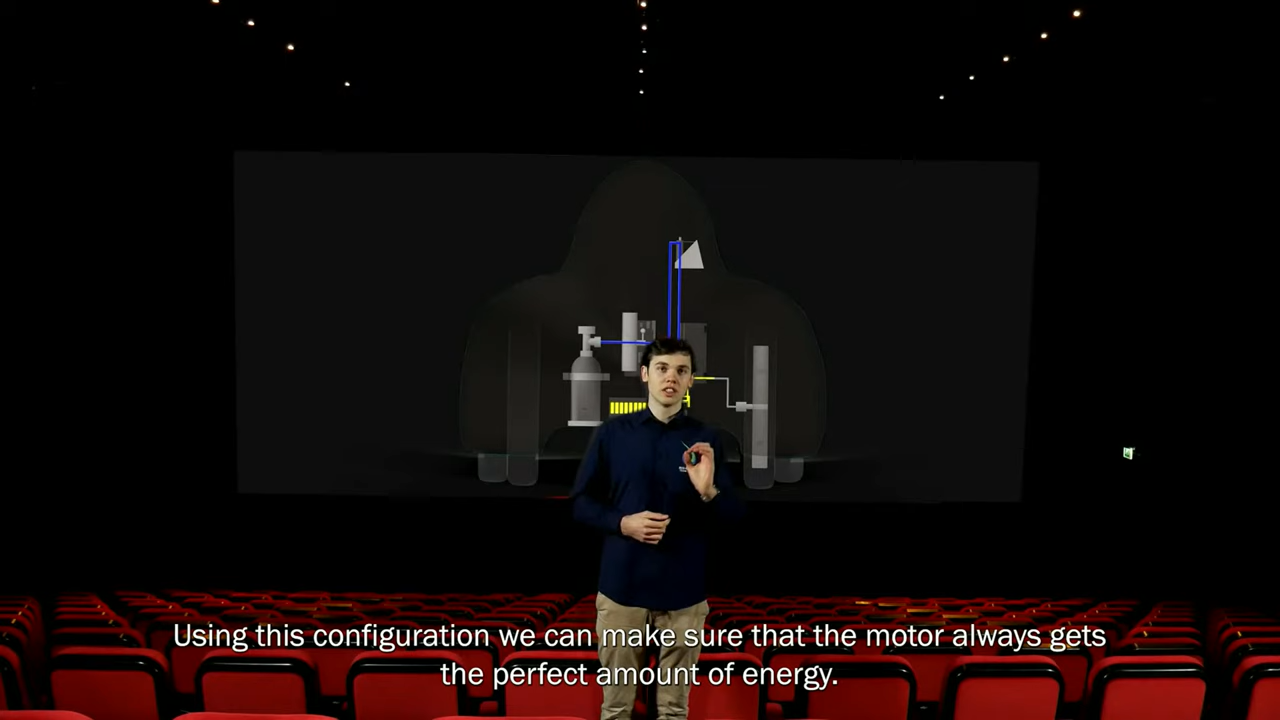 Using this configuration we can make sure that the motor always gets
the perfect amount of energy.